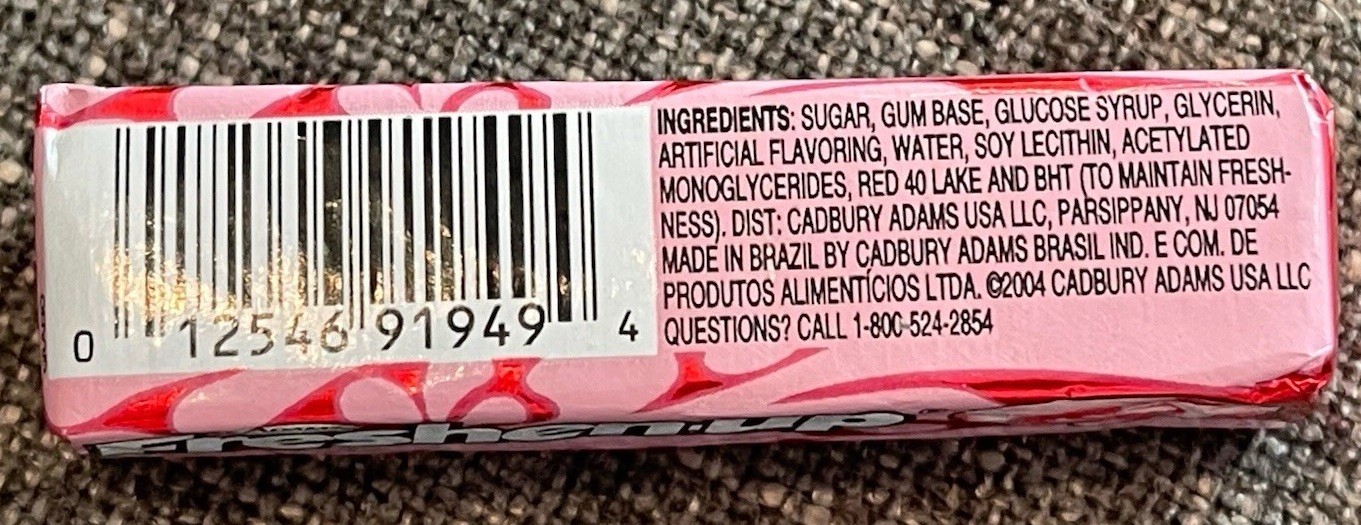 INGREDIENTS: SUGAR, GUM BASE, GLUCOSE SYRUP, GLYCERIN,
ARTIFICIAL FLAVORING, WATER, SOY LECITHIN, ACETYLATED
MONOGLYCERIDES, RED 40 LAKE AND BHT (TO MAINTAIN FRESH-
NESS). DIST: CADBURY ADAMS USA LLC, PARSIPPANY, NJ 07054
MADE IN BRAZIL BY CADBURY ADAMS BRASIL IND. E COM. DE
PRODUTOS ALIMENTÍCIOS LTDA. ©2004 CADBURY ADAMS USA LLC
QUESTIONS? CALL 1-800-524-2854
0 12546 91949 4
Freshen-up